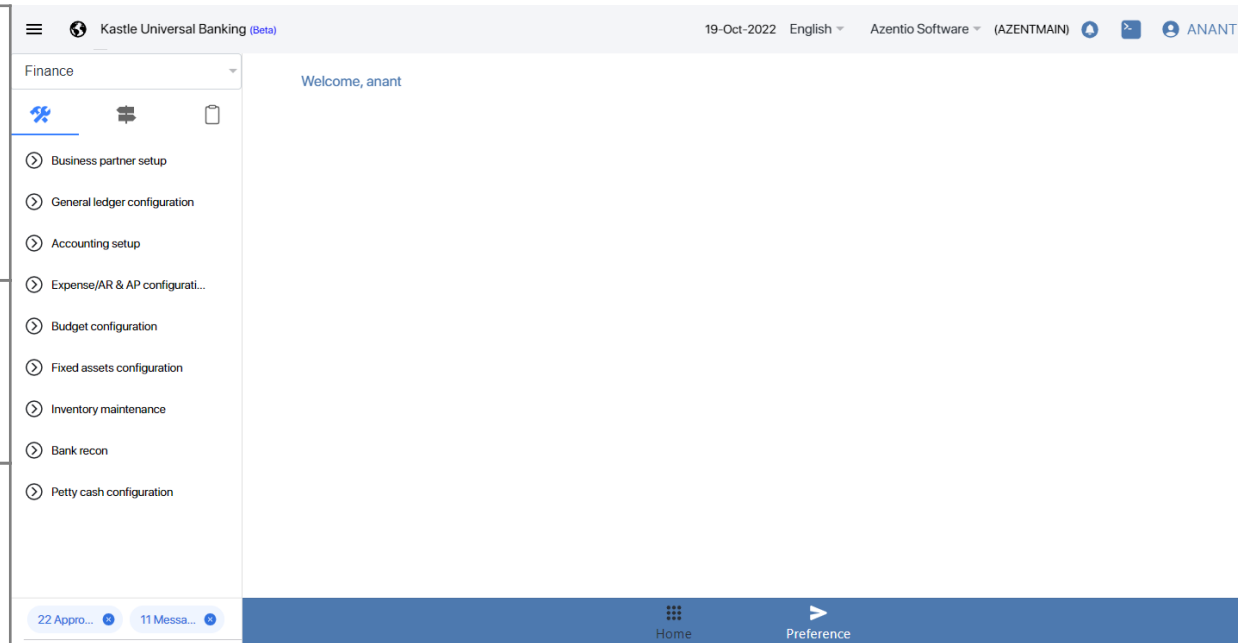 Kastle Universal Banking (Beta)
19-Oct-2022 English Azentio Software (AZENTMAIN) ANANT
Finance
Welcome, anant
Business partner setup
General ledger configuration
Accounting setup
Expense/AR & AP configurati...
Budget configuration
Fixed assets configuration
Inventory maintenance
Bank recon
Petty cash configuration
22 Appro... 11 Messa...
Home Preference